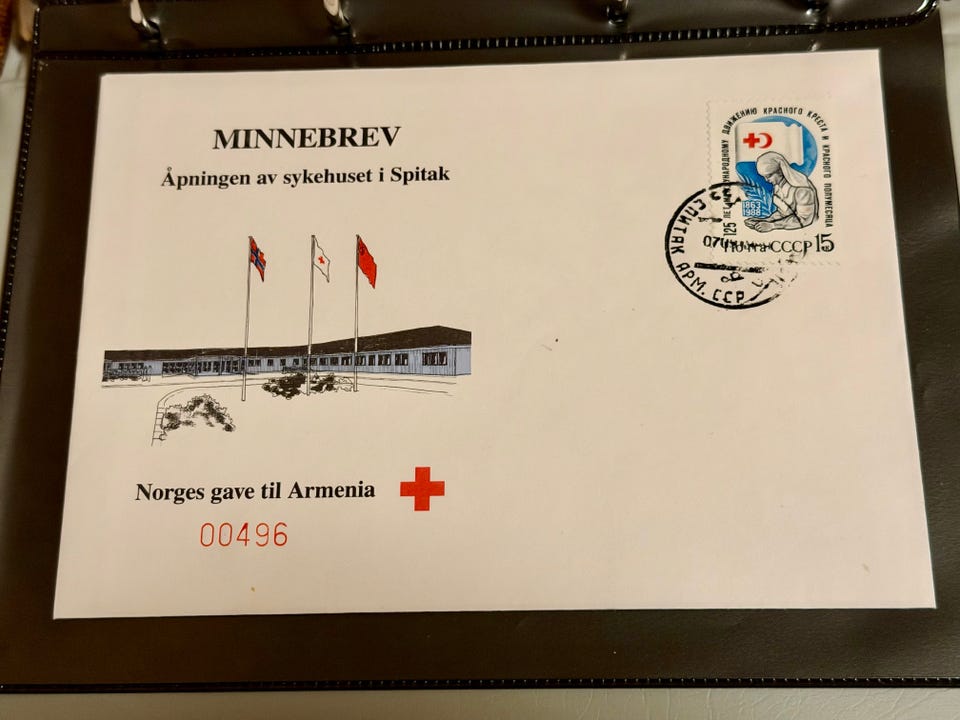 MINNEBREV
Åpningen av sykehuset i Spitak
125 ЛЕТ МЕЖДУНАРОДНОМУ ДВИЖЕНИЮ КРАСНОГО КРЕСТА И КРАСНОГО ПОЛУМЕСЯЦА
1863
1988
почта СССР 15
СПИТАК АРМ. ССР
Norges gave til Armenia
00496